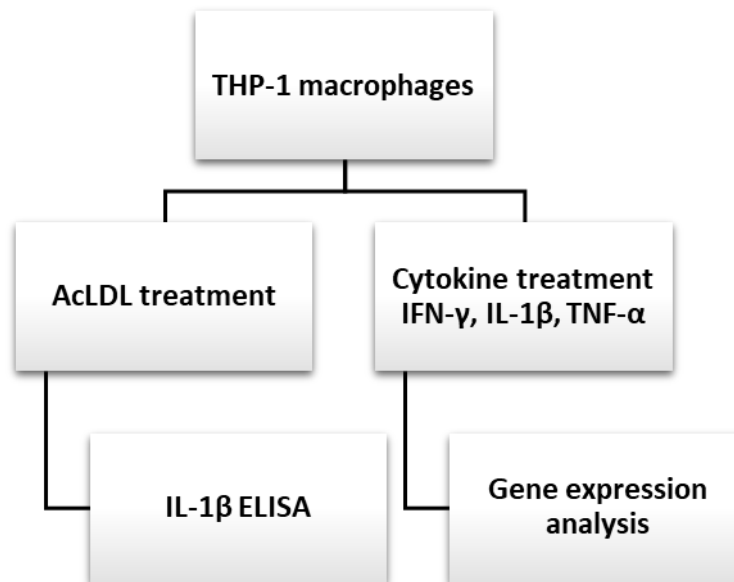 THP-1 macrophages
AcLDL treatment
Cytokine treatment
IFN-γ, IL-1β, TNF-α
IL-1β ELISA
Gene expression
analysis